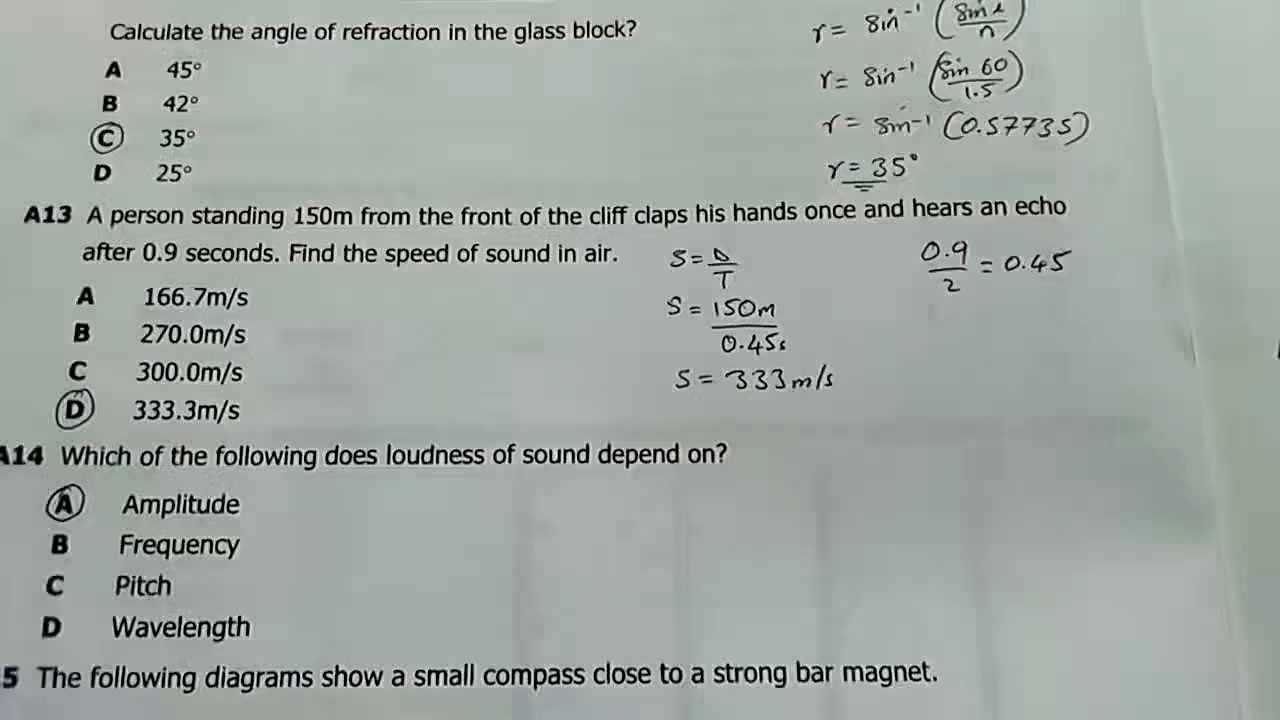 Calculate the angle of refraction in the glass block?
A 45°
B 42°
C 35°
D 25°
r = sin⁻¹ (sin i / n)
r = sin⁻¹ (sin 60 / 1.5)
r = sin⁻¹ (0.57735)
r = 35°
A13 A person standing 150m from the front of the cliff claps his hands once and hears an echo
after 0.9 seconds. Find the speed of sound in air.
A 166.7m/s
B 270.0m/s
C 300.0m/s
D 333.3m/s
S = D / T
S = 150m / 0.45s
S = 333m/s
0.9 / 2 = 0.45
A14 Which of the following does loudness of sound depend on?
A Amplitude
B Frequency
C Pitch
D Wavelength
5 The following diagrams show a small compass close to a strong bar magnet.